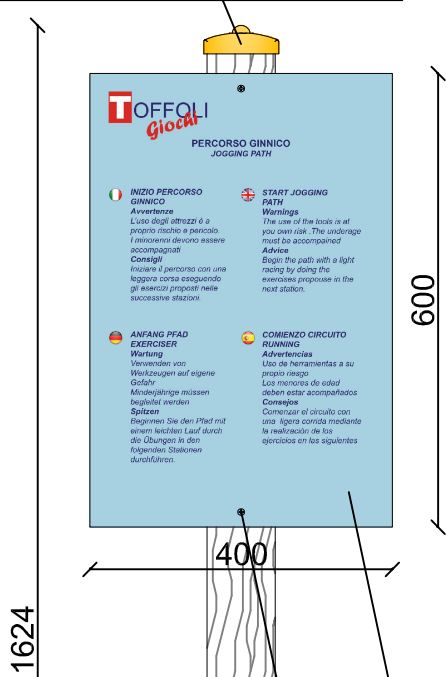 TOFFOLI
Giochi
PERCORSO GINNICO
JOGGING PATH
INIZIO PERCORSO
GINNICO
Avvertenze
L'uso degli attrezzi è a
proprio rischio e pericolo.
I minorenni devono essere
accompagnati
Consigli
Iniziare il percorso con una
leggera corsa eseguendo
gli esercizi proposti nelle
successive stazioni.
START JOGGING
PATH
Warnings
The use of the tools is at
you own risk .The underage
must be accompained
Advice
Begin the path with a light
racing by doing the
exercises propouse in the
next station.
ANFANG PFAD
EXERCISER
Wartung
Verwenden von
Werkzeugen auf eigene
Gefahr
Minderjährige müssen
begleitet werden
Spitzen
Beginnen Sie den Pfad mit
einem leichten Lauf durch
die Übungen in den
folgenden Stationen
durchführen.
COMIENZO CIRCUITO
RUNNING
Advertencias
Uso de herramientas a su
propio riesgo
Los menores de edad
deben estar acompañados
Consejos
Comenzar el circuito con
una ligera corrida mediante
la realización de los
ejercicios en las siguientes
400
600
1624